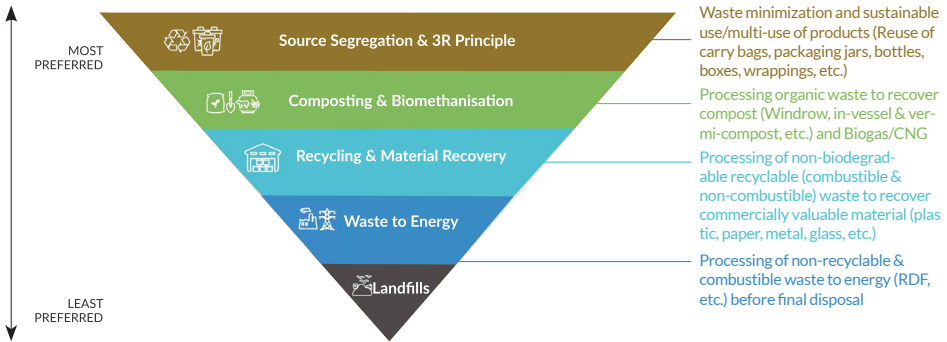 MOST
PREFERRED
Source Segregation & 3R Principle
Waste minimization and sustainable
use/multi-use of products (Reuse of
carry bags, packaging jars, bottles,
boxes, wrappings, etc.)
Composting & Biomethanisation
Processing organic waste to recover
compost (Windrow, in-vessel & ver-
mi-compost, etc.) and Biogas/CNG
Recycling & Material Recovery
Processing of non-biodegrad-
able recyclable (combustible &
non-combustible) waste to recover
commercially valuable material (plas
tic, paper, metal, glass, etc.)
Waste to Energy
Processing of non-recyclable &
combustible waste to energy (RDF,
etc.) before final disposal
Landfills
LEAST
PREFERRED